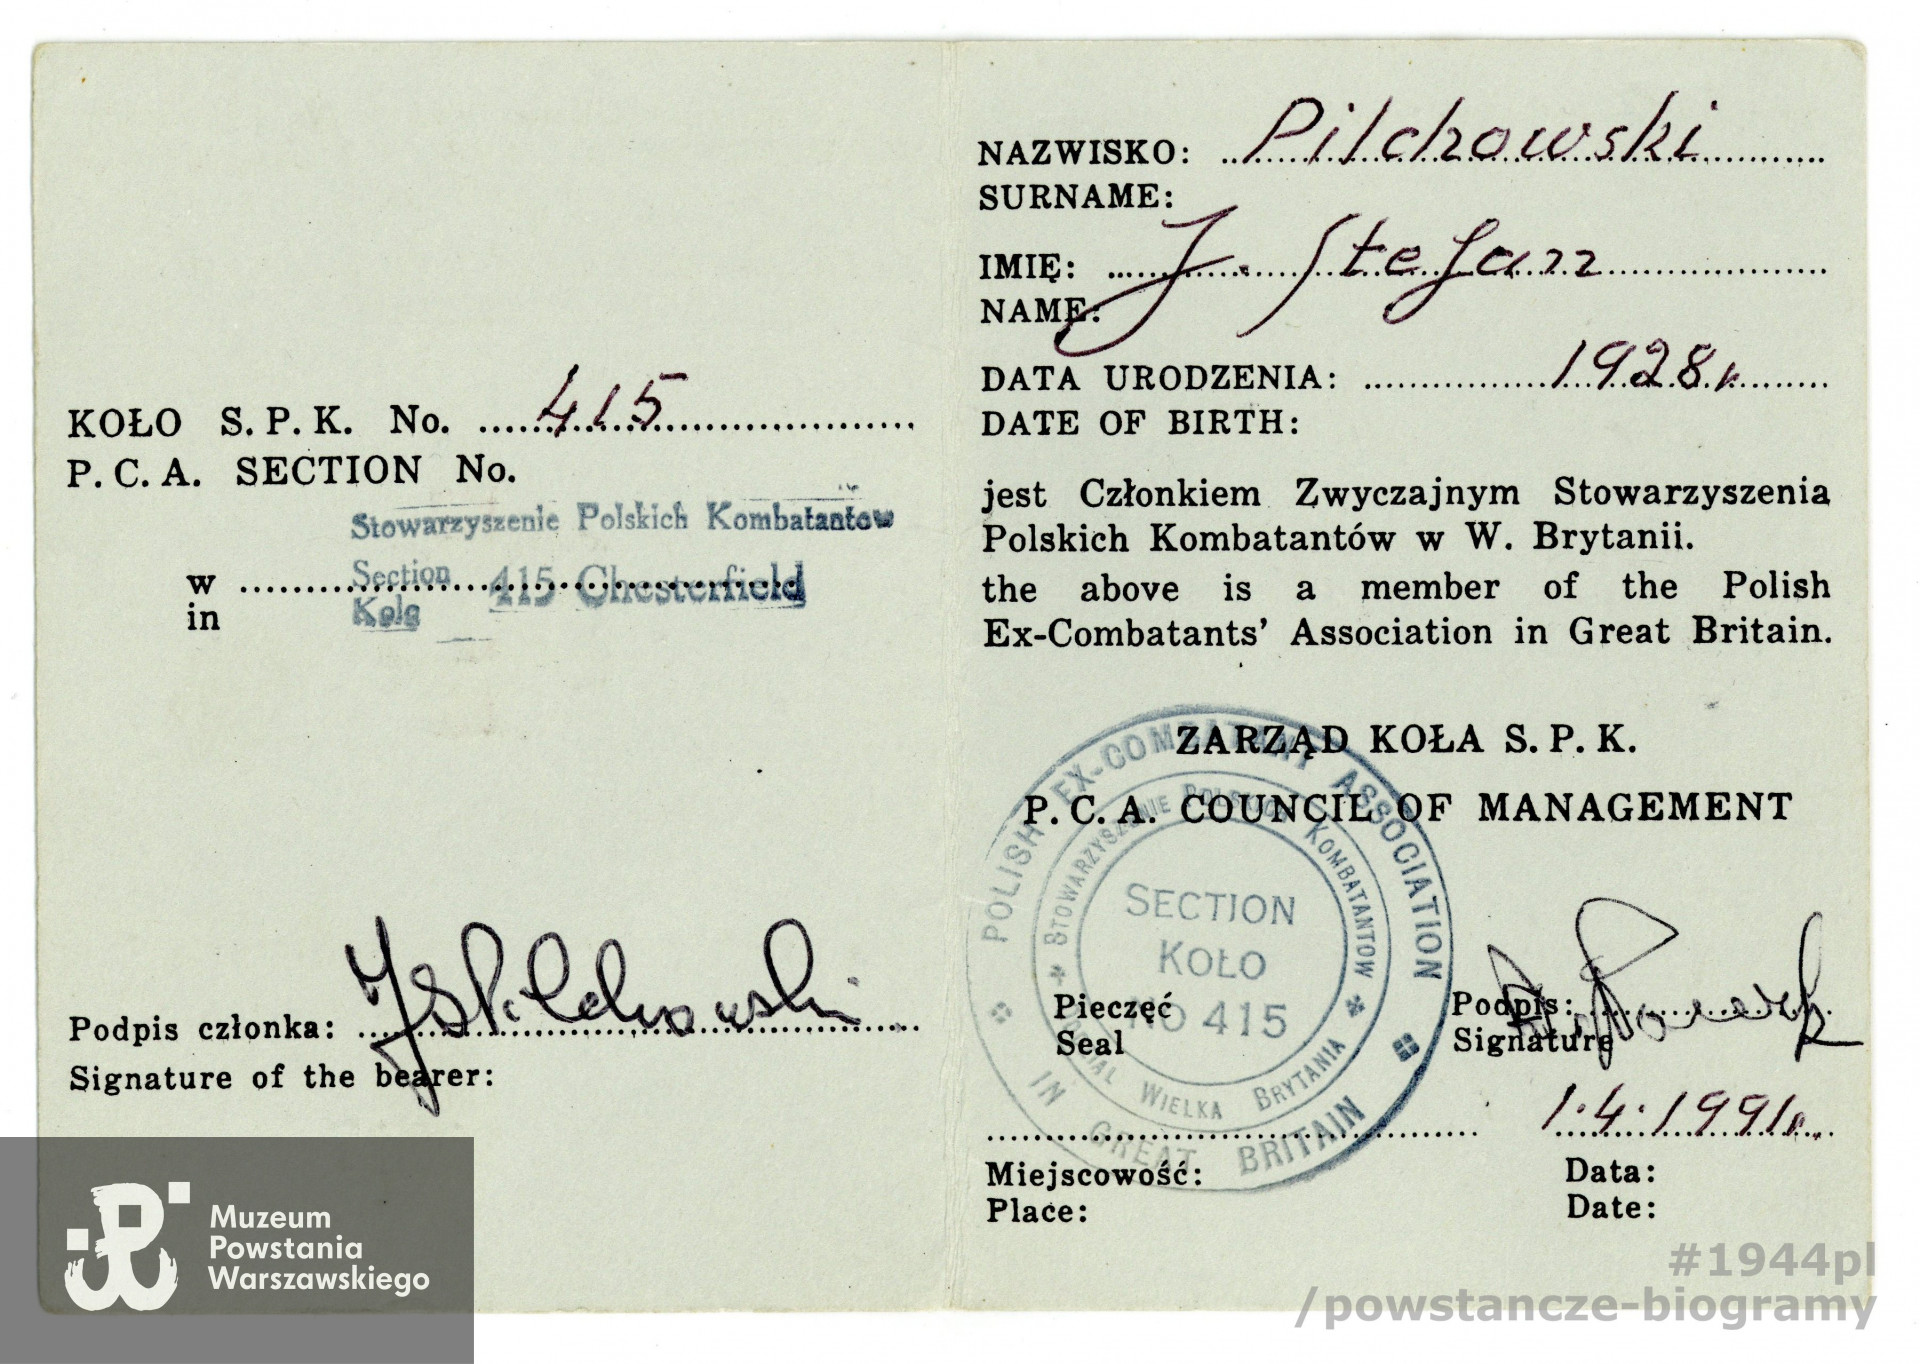 KOŁO S. P. K. No. 415
P. C. A. SECTION No.
Stowarzyszenie Polskich Kombatantow
w
in
Section
Koło
415 Chesterfield
Podpis członka: JSPilchowski
Signature of the bearer:
NAZWISKO: Pilchowski
SURNAME:
IMIĘ: J. Stefan
NAME:
DATA URODZENIA: 1928 r.
DATE OF BIRTH:
jest Członkiem Zwyczajnym Stowarzyszenia
Polskich Kombatantów w W. Brytanii.
the above is a member of the Polish
Ex-Combatants' Association in Great Britain.
ZARZĄD KOŁA S. P. K.
P. C. A. COUNCIL OF MANAGEMENT
POLISH EX-COMBATANT ASSOCIATION
IN GREAT BRITAIN
STOWARZYSZENIE POLSKICH KOMBATANTOW
WIELKA BRYTANIA
SECTION
KOŁO
NO 415
Pieczęć
Seal
Podpis:
Signature
1.4.1991 r.
Miejscowość:
Place:
Data:
Date:
Muzeum
Powstania
Warszawskiego
#1944pl
/powstancze-biogramy